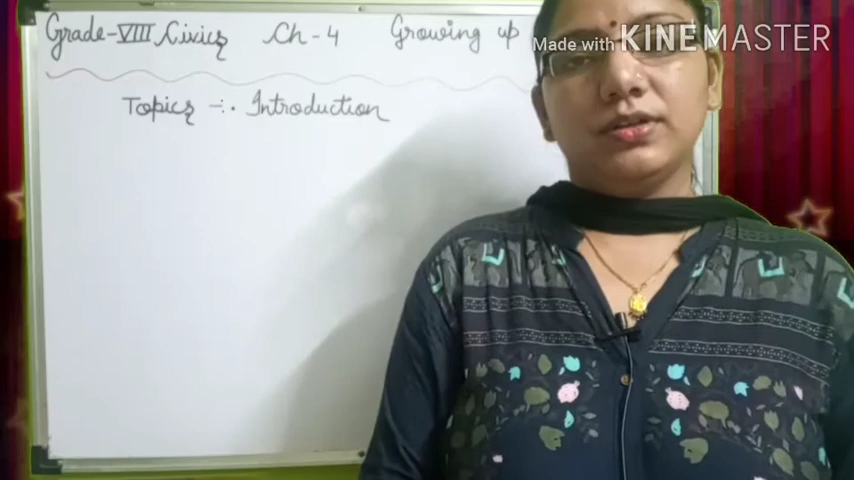 Grade-VIII Civics Ch-4 Growing up
Topics -:. Introduction
Made with KINEMASTER